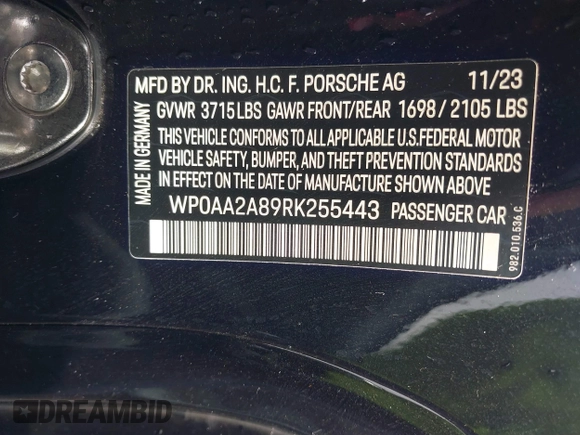 MFD BY DR. ING. H.C. F. PORSCHE AG 11/23
GVWR 3715 LBS GAWR FRONT/REAR 1698 / 2105 LBS
THIS VEHICLE CONFORMS TO ALL APPLICABLE U.S. FEDERAL MOTOR
VEHICLE SAFETY, BUMPER, AND THEFT PREVENTION STANDARDS
IN EFFECT ON THE DATE OF MANUFACTURE SHOWN ABOVE
WP0AA2A89RK255443 PASSENGER CAR
MADE IN GERMANY
982.010.536.C
DREAMBID